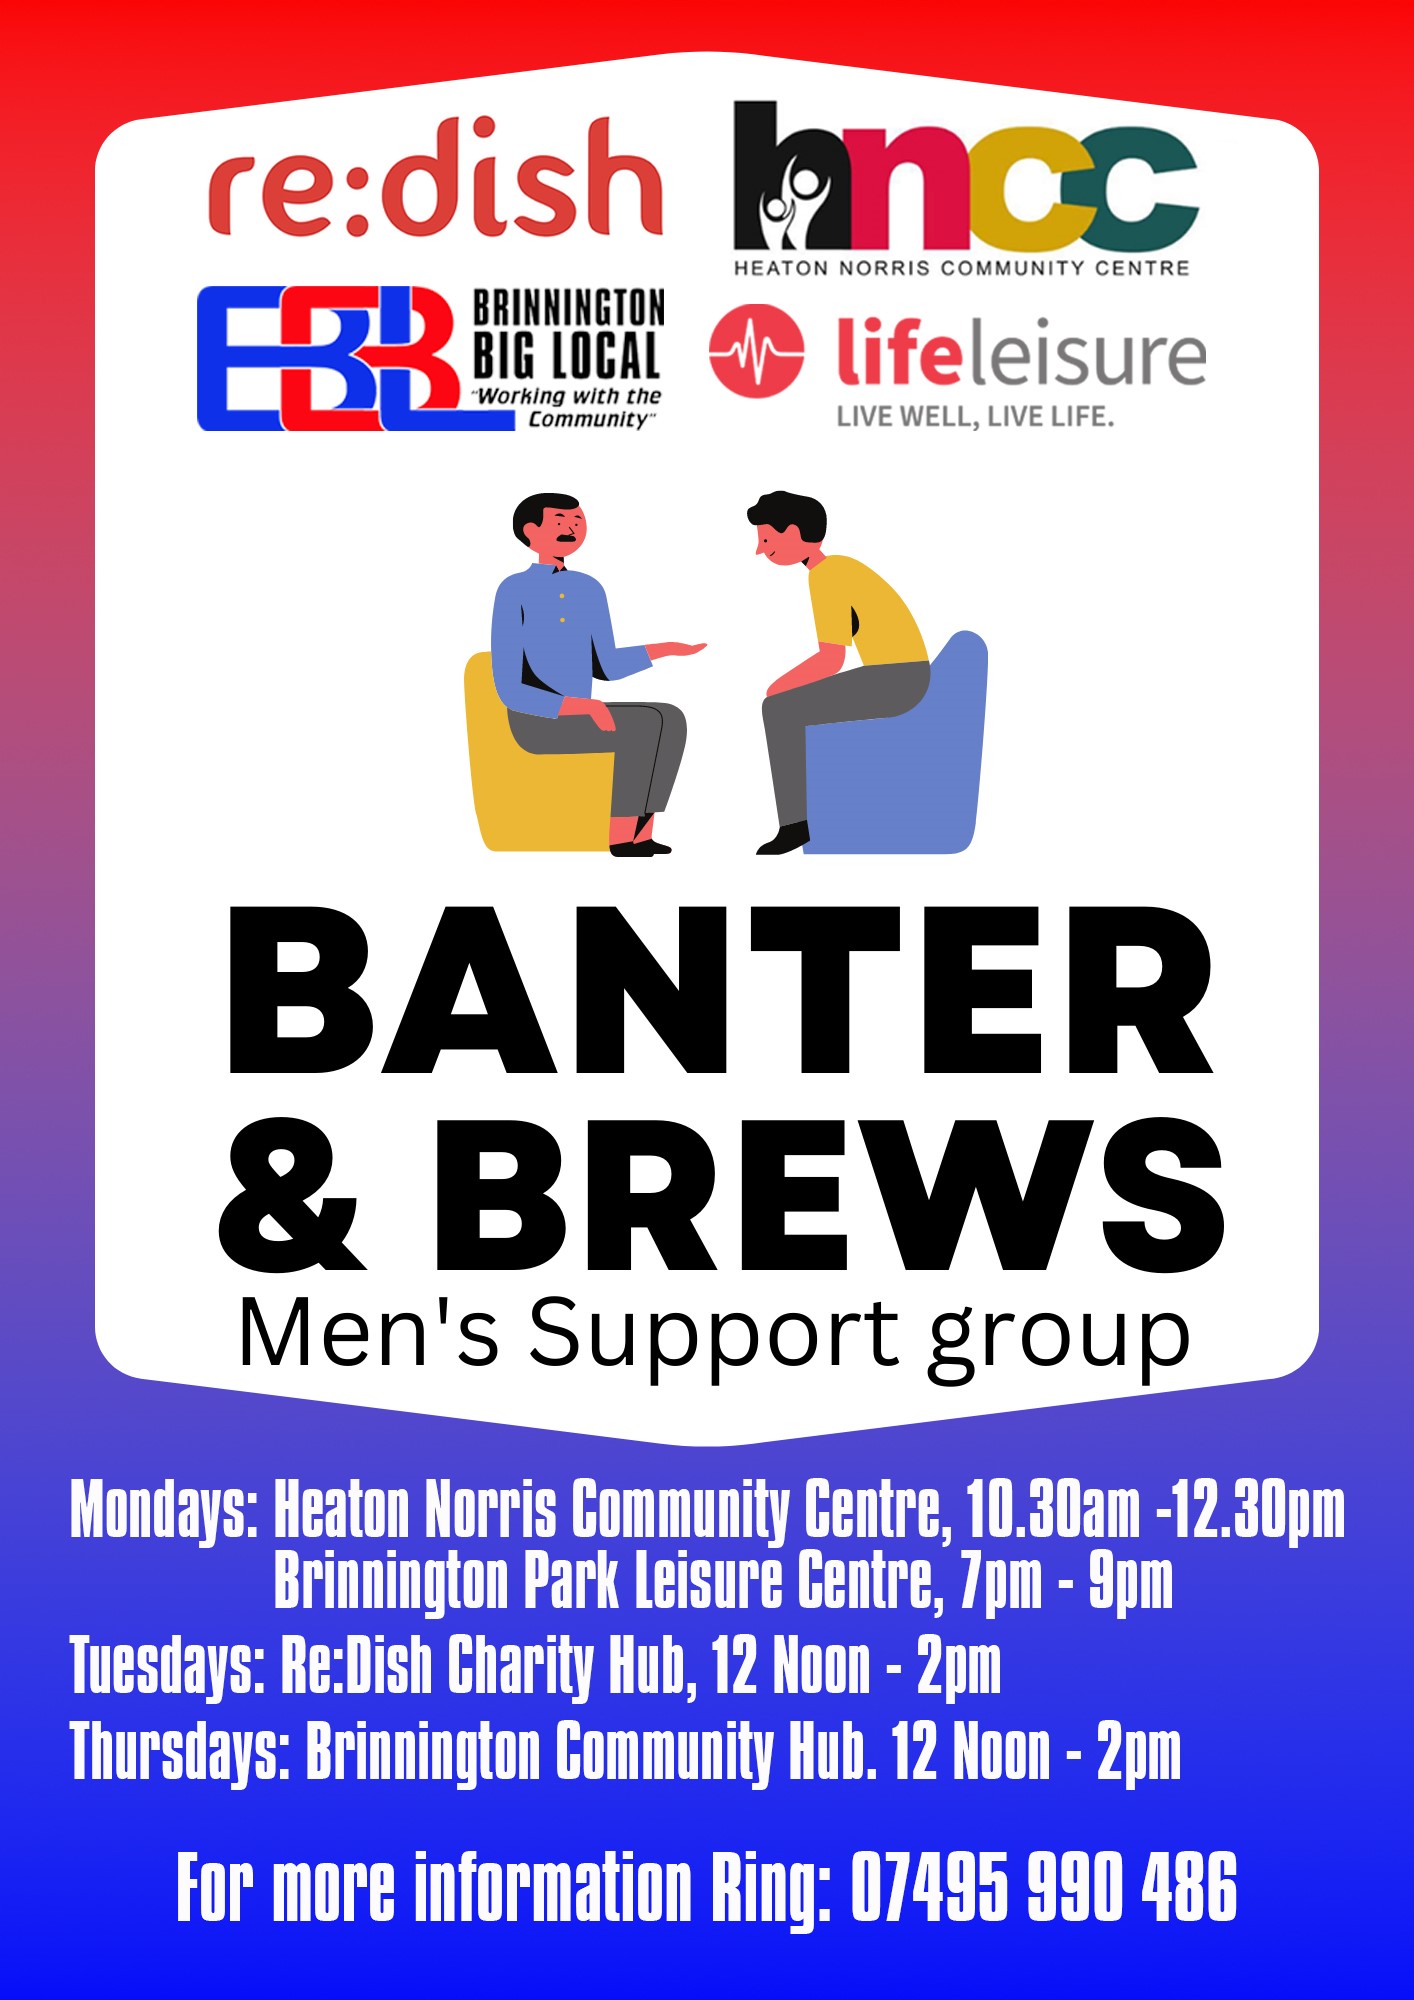 re:dish
hncc
HEATON NORRIS COMMUNITY CENTRE
BBL
BRINNINGTON
BIG LOCAL
"Working with the
Community"
lifeleisure
LIVE WELL, LIVE LIFE.
BANTER
& BREWS
Men's Support group
Mondays: Heaton Norris Community Centre, 10.30am -12.30pm
Brinnington Park Leisure Centre, 7pm - 9pm
Tuesdays: Re:Dish Charity Hub, 12 Noon - 2pm
Thursdays: Brinnington Community Hub. 12 Noon - 2pm
For more information Ring: 07495 990 486